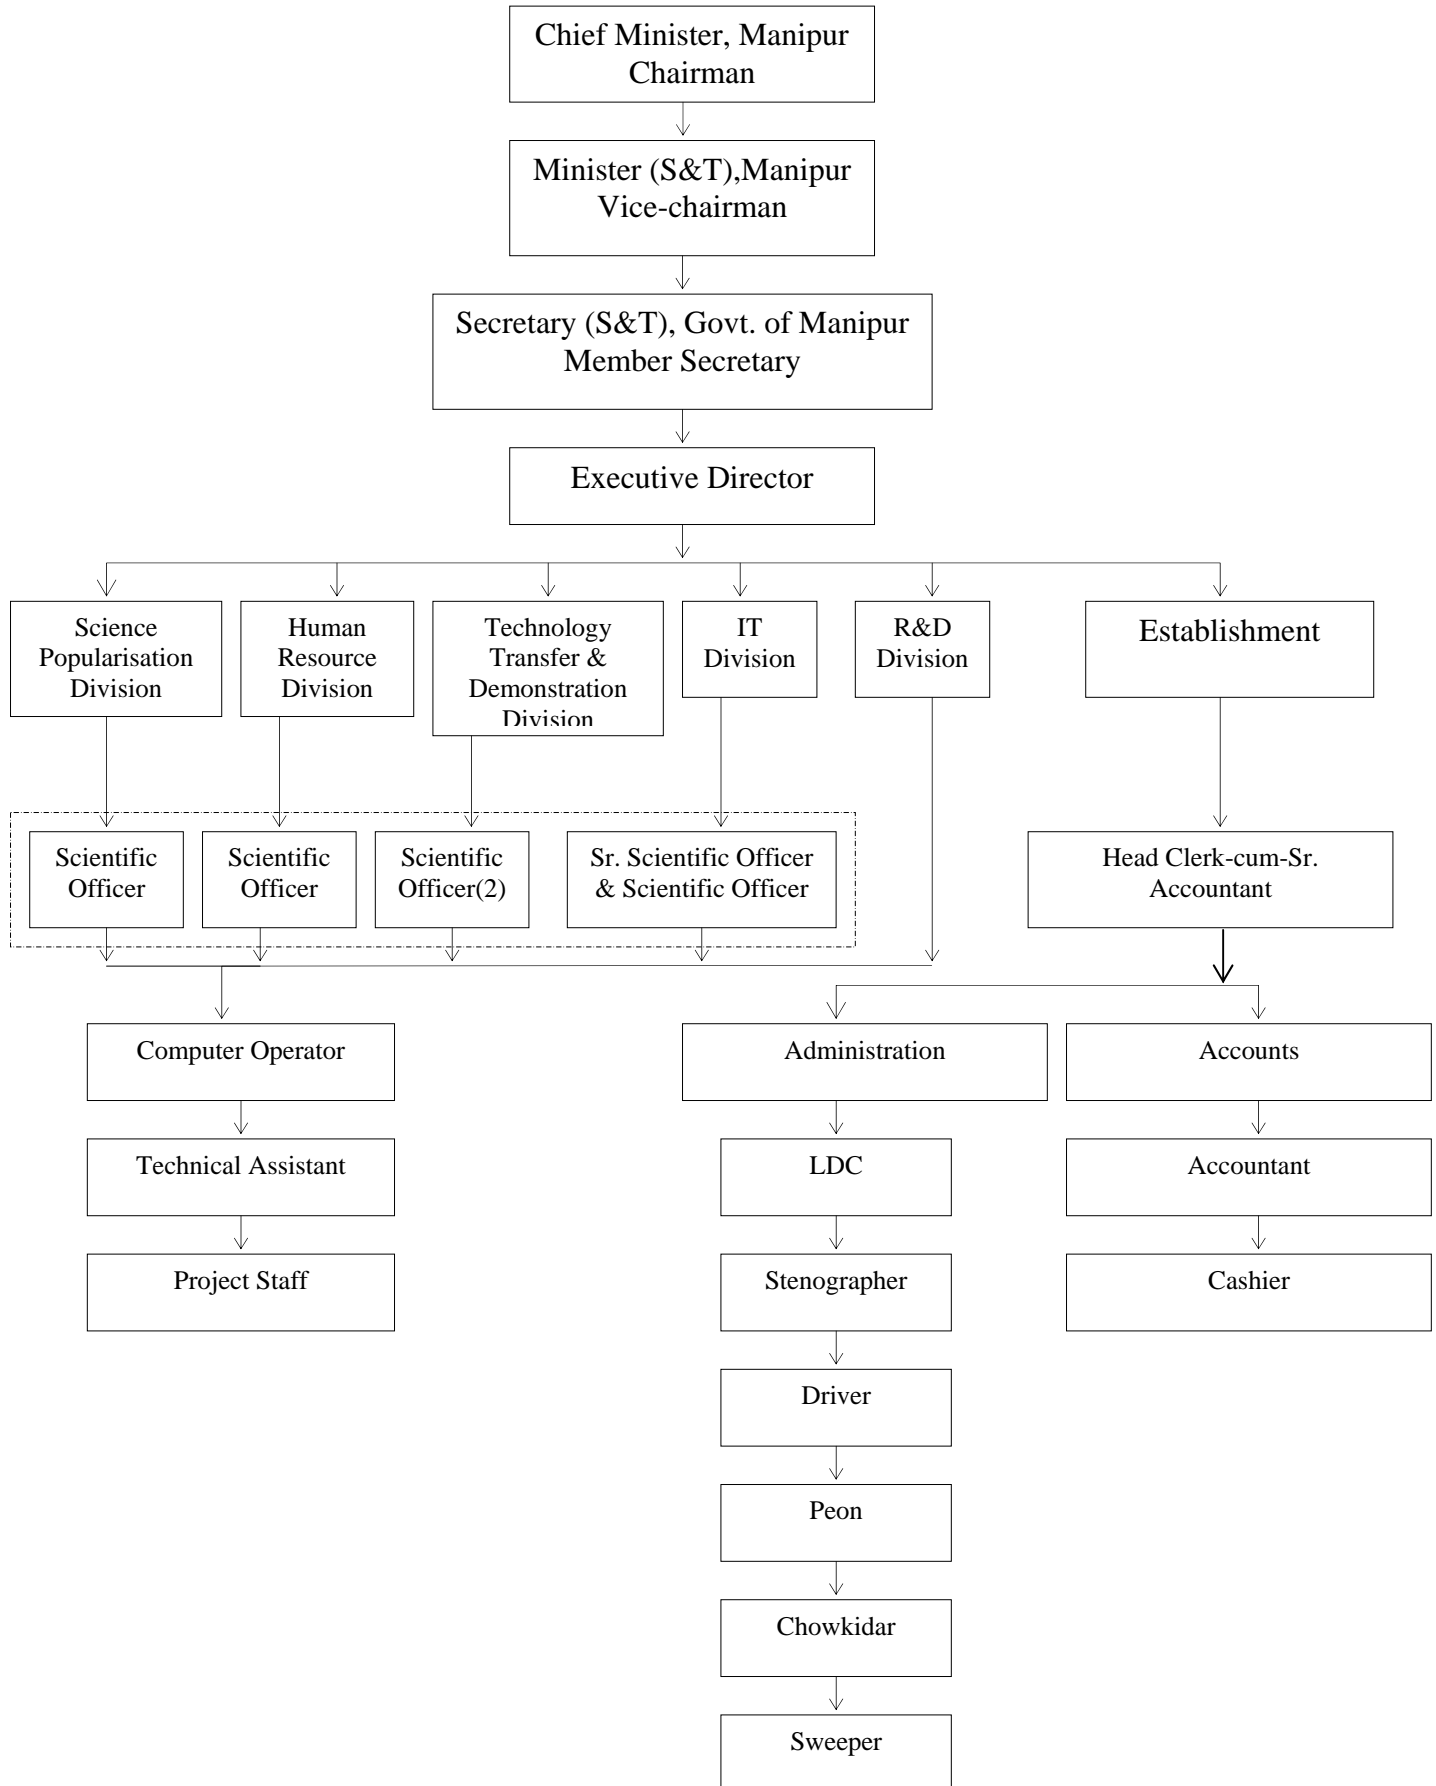 Chief Minister, Manipur
Chairman
Minister (S&T),Manipur
Vice-chairman
Secretary (S&T), Govt. of Manipur
Member Secretary
Executive Director
Science
Popularisation
Division
Human
Resource
Division
Technology
Transfer &
Demonstration
Division
IT
Division
R&D
Division
Establishment
Scientific
Officer
Scientific
Officer
Scientific
Officer(2)
Sr. Scientific Officer
& Scientific Officer
Head Clerk-cum-Sr.
Accountant
Computer Operator
Administration
Accounts
Technical Assistant
LDC
Accountant
Project Staff
Stenographer
Cashier
Driver
Peon
Chowkidar
Sweeper